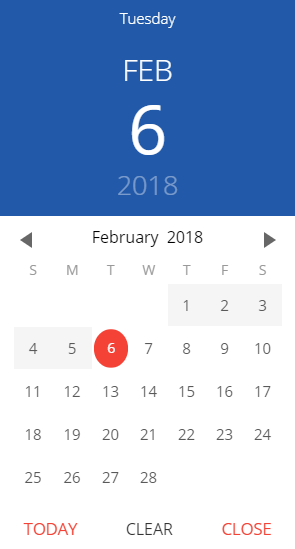 Tuesday
FEB
6
2018
February 2018
S M T W T F S
1 2 3
4 5 6 7 8 9 10
11 12 13 14 15 16 17
18 19 20 21 22 23 24
25 26 27 28
TODAY CLEAR CLOSE